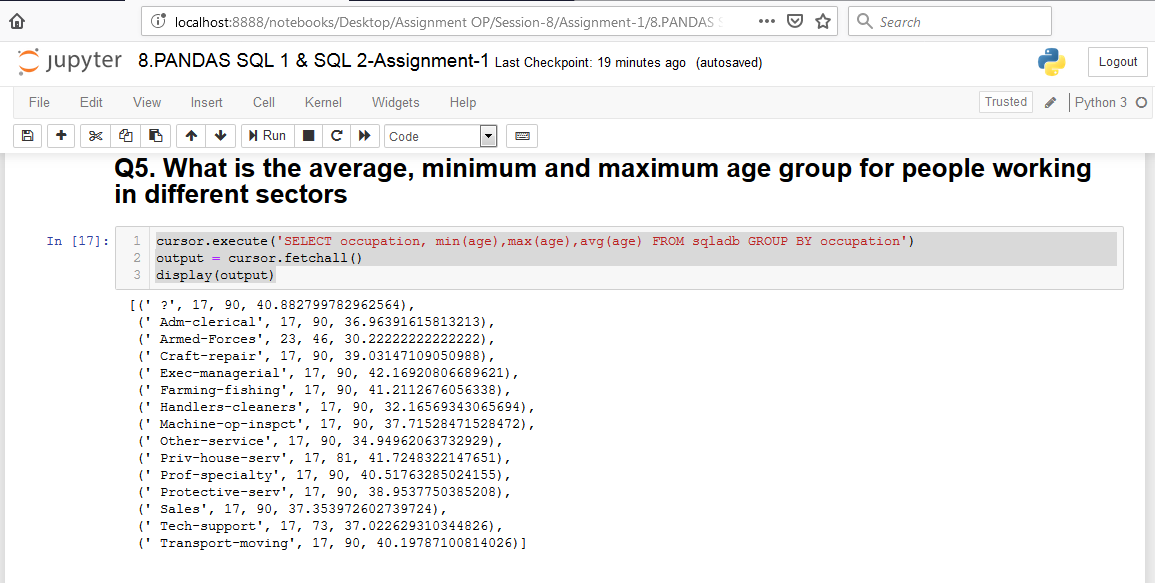 localhost:8888/notebooks/Desktop/Assignment OP/Session-8/Assignment-1/8.PANDAS S
Search
jupyter 8.PANDAS SQL 1 & SQL 2-Assignment-1 Last Checkpoint: 19 minutes ago (autosaved)
Logout
File Edit View Insert Cell Kernel Widgets Help
Trusted
Python 3
Run
Code
Q5. What is the average, minimum and maximum age group for people working
in different sectors
In [17]:
1 cursor.execute('SELECT occupation, min(age),max(age),avg(age) FROM sqladb GROUP BY occupation')
2 output = cursor.fetchall()
3 display(output)
[(' ?', 17, 90, 40.882799782962564),
(' Adm-clerical', 17, 90, 36.96391615813213),
(' Armed-Forces', 23, 46, 30.22222222222222),
(' Craft-repair', 17, 90, 39.03147109050988),
(' Exec-managerial', 17, 90, 42.16920806689621),
(' Farming-fishing', 17, 90, 41.2112676056338),
(' Handlers-cleaners', 17, 90, 32.16569343065694),
(' Machine-op-inspct', 17, 90, 37.71528471528472),
(' Other-service', 17, 90, 34.94962063732929),
(' Priv-house-serv', 17, 81, 41.7248322147651),
(' Prof-specialty', 17, 90, 40.51763285024155),
(' Protective-serv', 17, 90, 38.9537750385208),
(' Sales', 17, 90, 37.353972602739724),
(' Tech-support', 17, 73, 37.022629310344826),
(' Transport-moving', 17, 90, 40.19787100814026)]